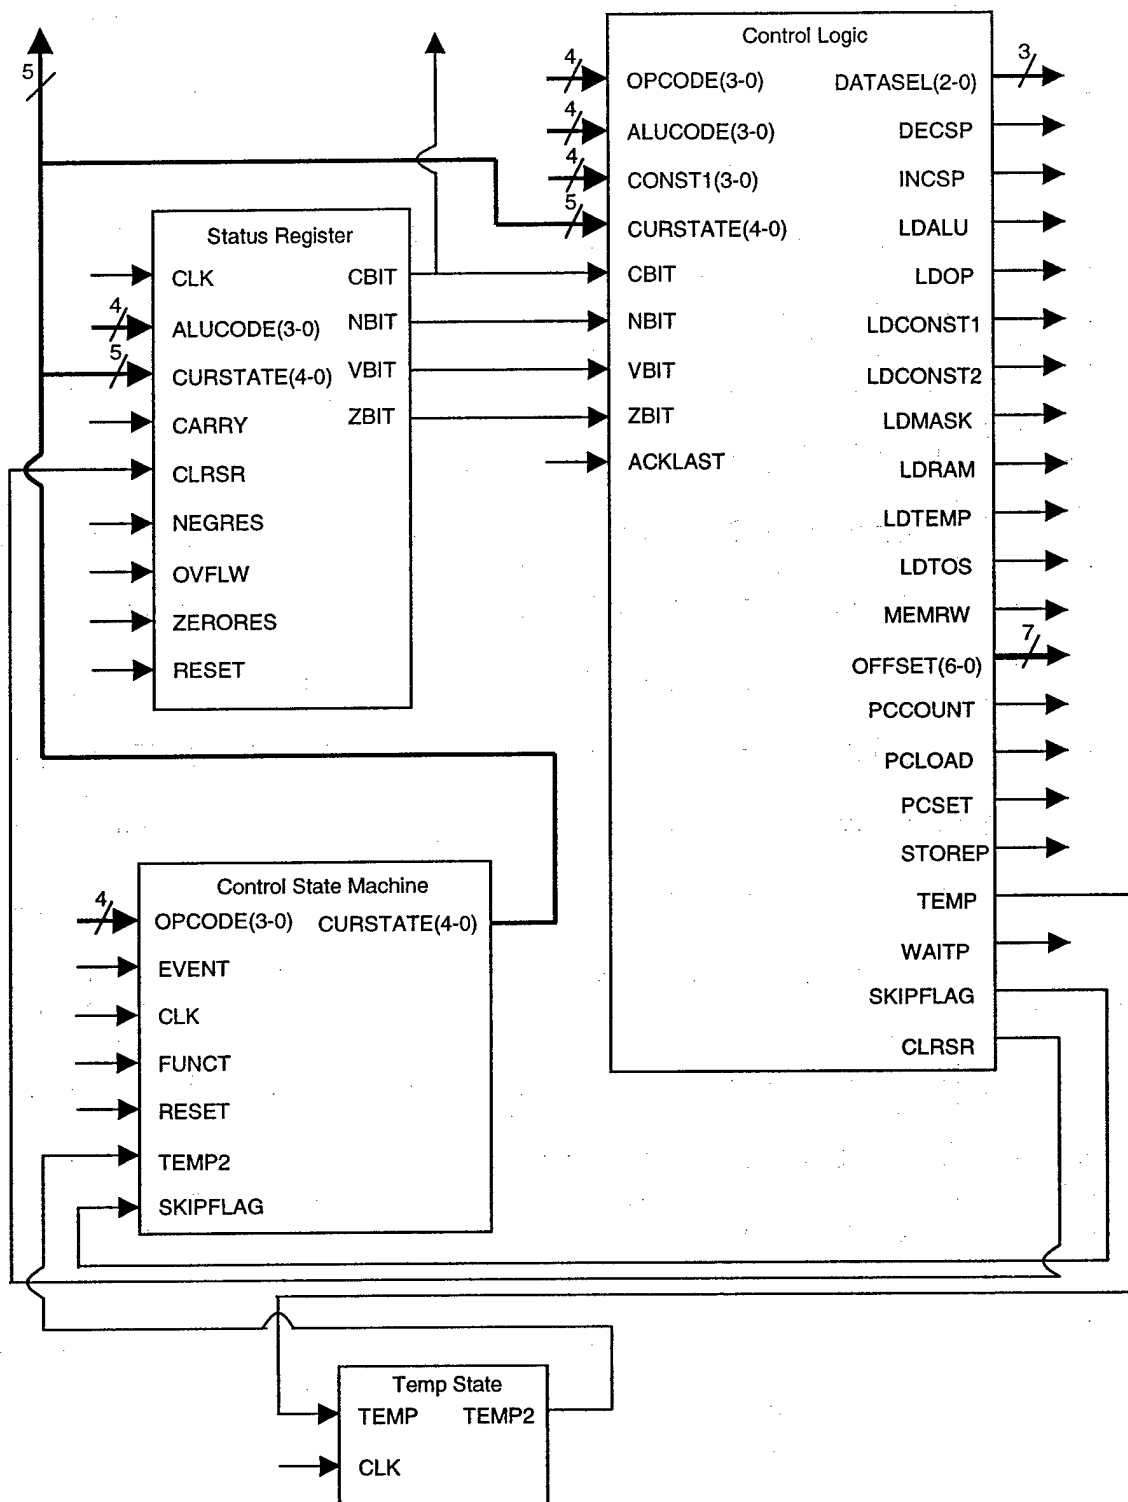 Control Logic
5
4
OPCODE(3-0)
DATASEL(2-0)
3
4
ALUCODE(3-0)
DECSP
4
CONST1(3-0)
INCSP
5
CURSTATE(4-0)
LDALU
CBIT
LDOP
NBIT
LDCONST1
VBIT
LDCONST2
ZBIT
LDMASK
ACKLAST
LDRAM
LDTEMP
LDTOS
MEMRW
OFFSET(6-0)
7
PCCOUNT
PCLOAD
PCSET
STOREP
TEMP
WAITP
SKIPFLAG
CLRSR
Status Register
CLK
CBIT
4
ALUCODE(3-0)
NBIT
5
CURSTATE(4-0)
VBIT
CARRY
ZBIT
CLRSR
NEGRES
OVFLW
ZERORES
RESET
Control State Machine
4
OPCODE(3-0)
CURSTATE(4-0)
EVENT
CLK
FUNCT
RESET
TEMP2
SKIPFLAG
Temp State
TEMP
TEMP2
CLK